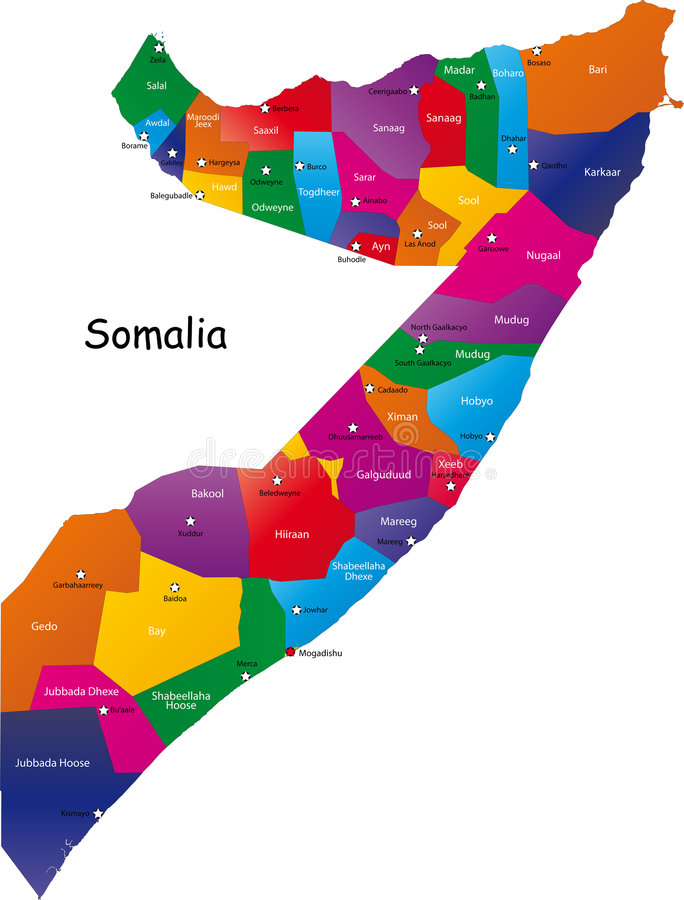 Zeila
Salal
Awdal
Borame
Maroodi
Jeex
Gabiley
Hargeysa
Balegubadle
Hawd
Berbera
Saaxil
Odweyne
Odweyne
Burco
Togdheer
Ceerigaabo
Sanaag
Sanaag
Madar
Badhan
Boharo
Dhahar
Bosaso
Bari
Qardho
Karkaar
Sarar
Ainabo
Sool
Sool
Las Anod
Ayn
Buhodle
Garoowe
Nugaal
Somalia
Mudug
North Gaalkacyo
Mudug
South Gaalkacyo
Cadaado
Ximan
Hobyo
Hobyo
Dhuusamarreeb
Galguduud
Xeeb
Harardheere
dreamstime
Bakool
Xuddur
Beledweyne
Hiiraan
Mareeg
Mareeg
Shabeellaha
Dhexe
Jowhar
Garbahaarreey
Gedo
Baidoa
Bay
Mogadishu
Merca
Shabeellaha
Hoose
Jubbada Dhexe
Bu'aale
Jubbada Hoose
Kismayo